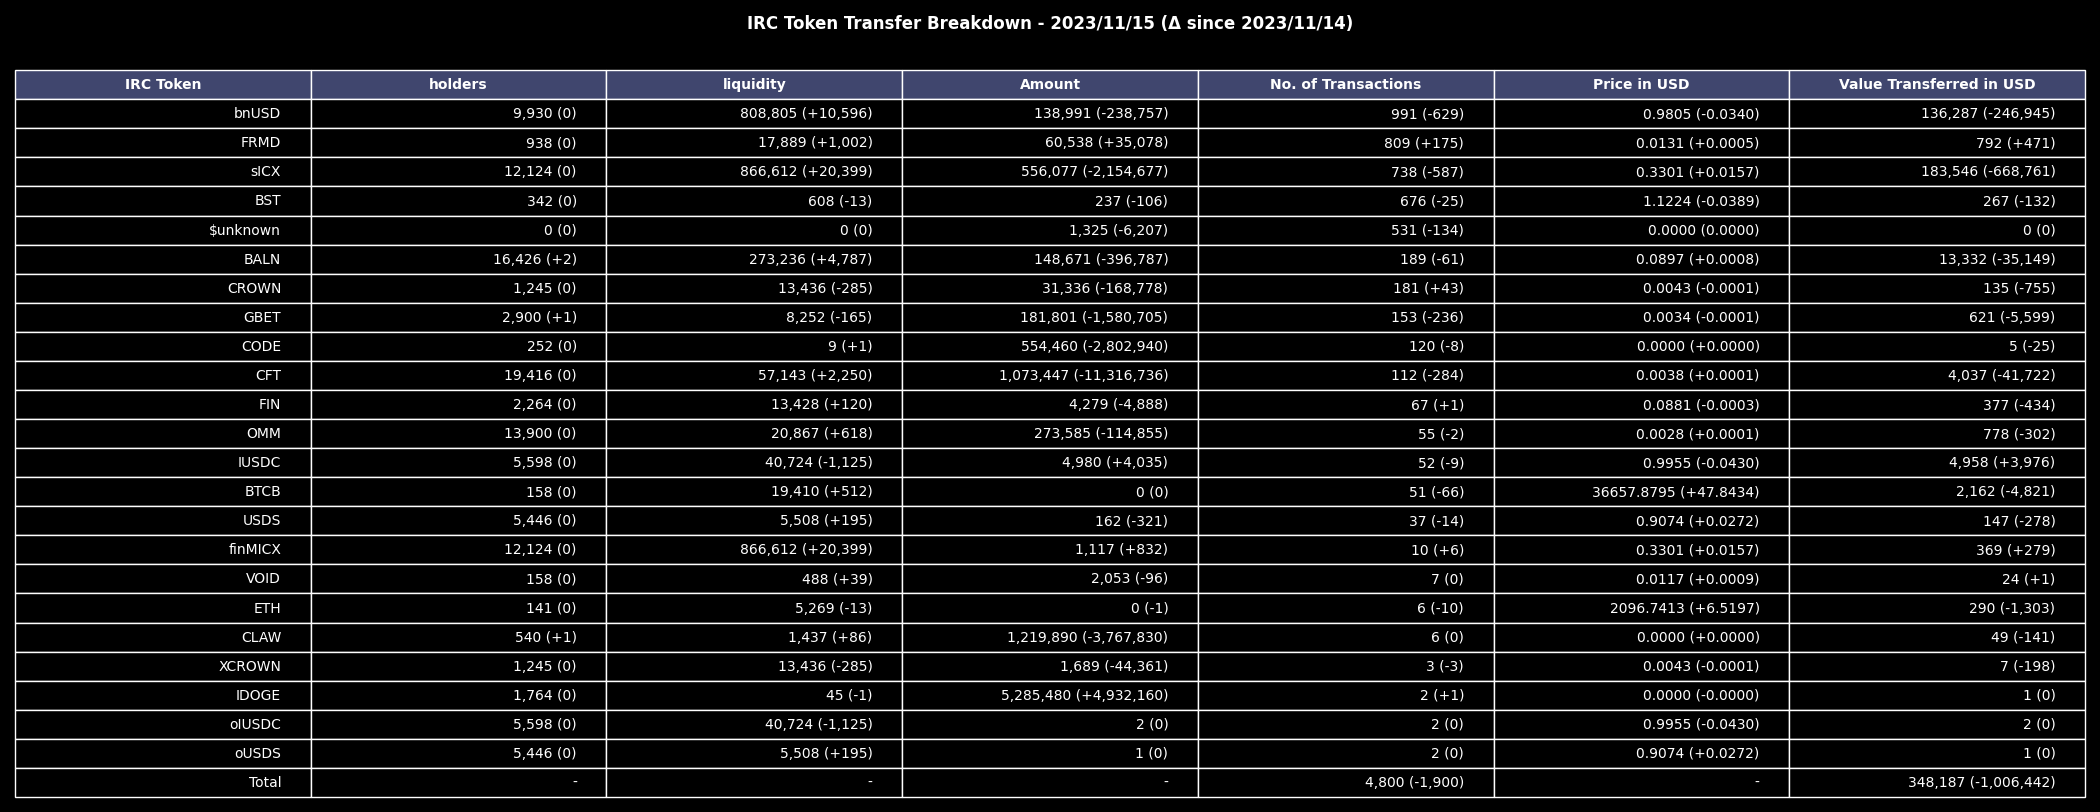 IRC Token Transfer Breakdown - 2023/11/15 (Δ since 2023/11/14)
IRC Token holders liquidity Amount No. of Transactions Price in USD Value Transferred in USD
bnUSD 9,930 (0) 808,805 (+10,596) 138,991 (-238,757) 991 (-629) 0.9805 (-0.0340) 136,287 (-246,945)
FRMD 938 (0) 17,889 (+1,002) 60,538 (+35,078) 809 (+175) 0.0131 (+0.0005) 792 (+471)
sICX 12,124 (0) 866,612 (+20,399) 556,077 (-2,154,677) 738 (-587) 0.3301 (+0.0157) 183,546 (-668,761)
BST 342 (0) 608 (-13) 237 (-106) 676 (-25) 1.1224 (-0.0389) 267 (-132)
$unknown 0 (0) 0 (0) 1,325 (-6,207) 531 (-134) 0.0000 (0.0000) 0 (0)
BALN 16,426 (+2) 273,236 (+4,787) 148,671 (-396,787) 189 (-61) 0.0897 (+0.0008) 13,332 (-35,149)
CROWN 1,245 (0) 13,436 (-285) 31,336 (-168,778) 181 (+43) 0.0043 (-0.0001) 135 (-755)
GBET 2,900 (+1) 8,252 (-165) 181,801 (-1,580,705) 153 (-236) 0.0034 (-0.0001) 621 (-5,599)
CODE 252 (0) 9 (+1) 554,460 (-2,802,940) 120 (-8) 0.0000 (+0.0000) 5 (-25)
CFT 19,416 (0) 57,143 (+2,250) 1,073,447 (-11,316,736) 112 (-284) 0.0038 (+0.0001) 4,037 (-41,722)
FIN 2,264 (0) 13,428 (+120) 4,279 (-4,888) 67 (+1) 0.0881 (-0.0003) 377 (-434)
OMM 13,900 (0) 20,867 (+618) 273,585 (-114,855) 55 (-2) 0.0028 (+0.0001) 778 (-302)
IUSDC 5,598 (0) 40,724 (-1,125) 4,980 (+4,035) 52 (-9) 0.9955 (-0.0430) 4,958 (+3,976)
BTCB 158 (0) 19,410 (+512) 0 (0) 51 (-66) 36657.8795 (+47.8434) 2,162 (-4,821)
USDS 5,446 (0) 5,508 (+195) 162 (-321) 37 (-14) 0.9074 (+0.0272) 147 (-278)
finMICX 12,124 (0) 866,612 (+20,399) 1,117 (+832) 10 (+6) 0.3301 (+0.0157) 369 (+279)
VOID 158 (0) 488 (+39) 2,053 (-96) 7 (0) 0.0117 (+0.0009) 24 (+1)
ETH 141 (0) 5,269 (-13) 0 (-1) 6 (-10) 2096.7413 (+6.5197) 290 (-1,303)
CLAW 540 (+1) 1,437 (+86) 1,219,890 (-3,767,830) 6 (0) 0.0000 (+0.0000) 49 (-141)
XCROWN 1,245 (0) 13,436 (-285) 1,689 (-44,361) 3 (-3) 0.0043 (-0.0001) 7 (-198)
IDOGE 1,764 (0) 45 (-1) 5,285,480 (+4,932,160) 2 (+1) 0.0000 (-0.0000) 1 (0)
oIUSDC 5,598 (0) 40,724 (-1,125) 2 (0) 2 (0) 0.9955 (-0.0430) 2 (0)
oUSDS 5,446 (0) 5,508 (+195) 1 (0) 2 (0) 0.9074 (+0.0272) 1 (0)
Total - - - 4,800 (-1,900) - 348,187 (-1,006,442)